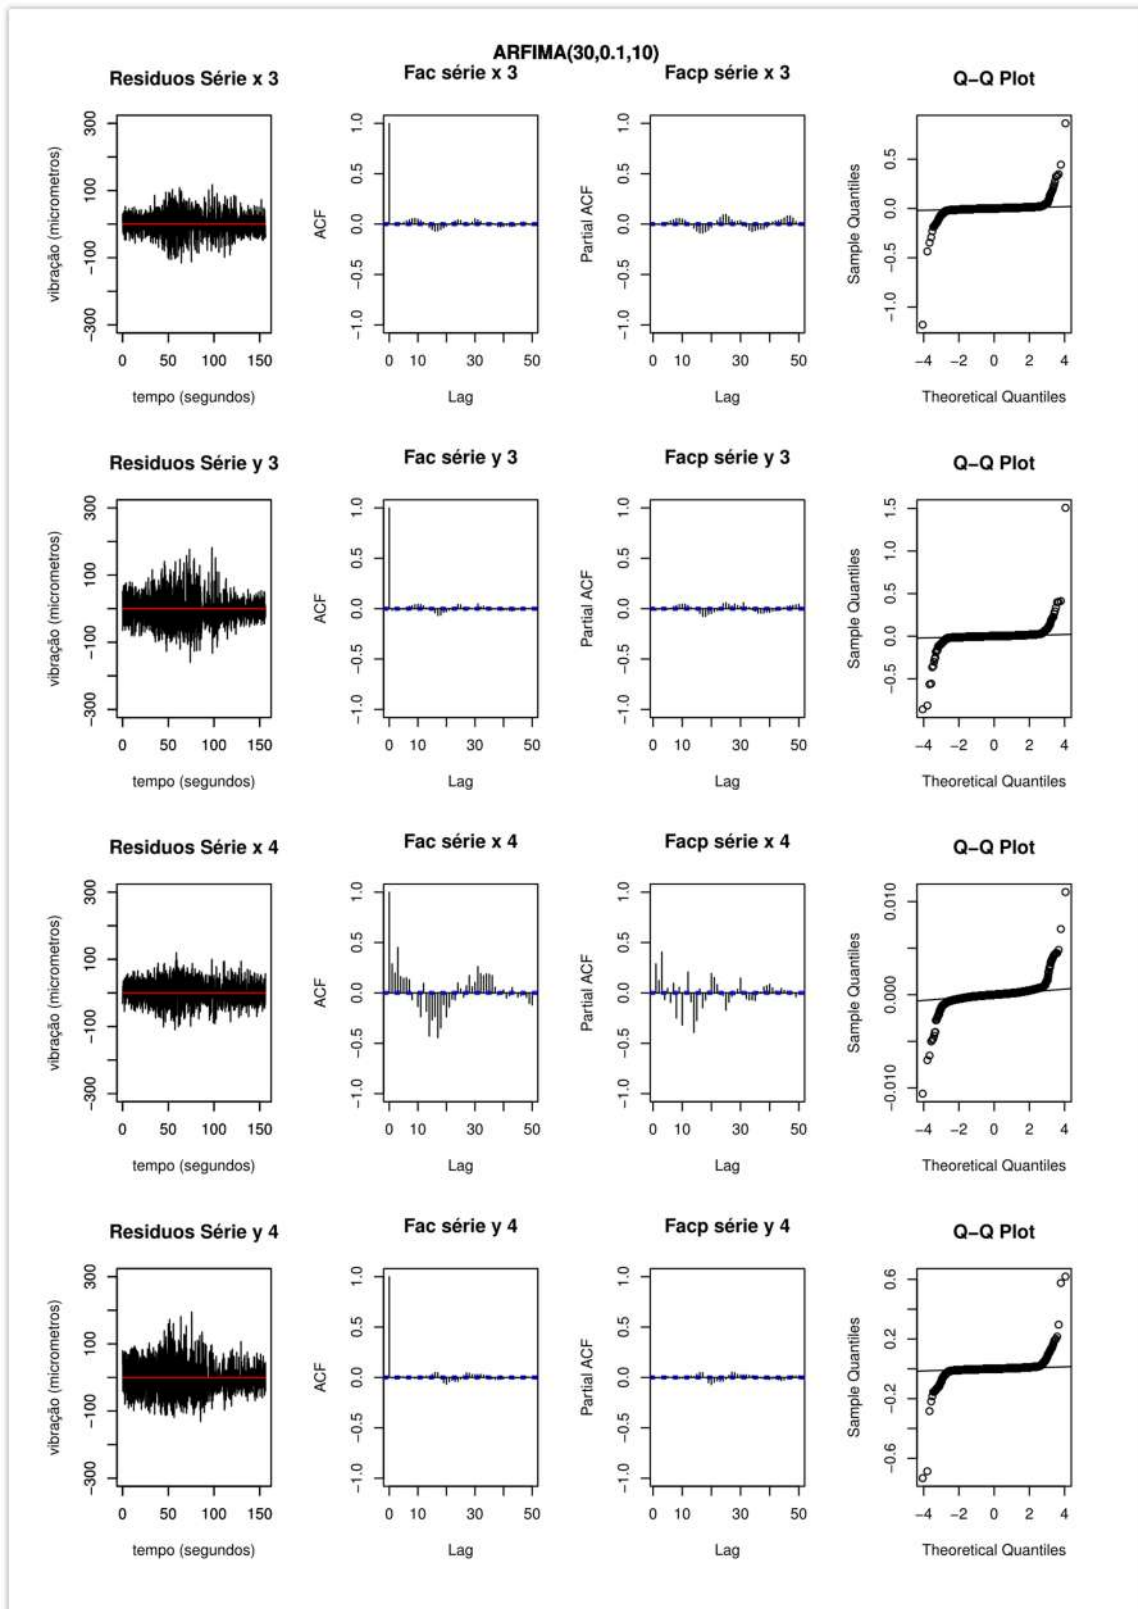 ARFIMA(30,0.1,10)
Residuos Série x 3
Fac série x 3
Facp série x 3
Q−Q Plot
vibração (micrometros)
−300 −100 100 300
0 50 100 150
tempo (segundos)
ACF
−1.0 −0.5 0.0 0.5 1.0
0 10 30 50
Lag
Partial ACF
−1.0 −0.5 0.0 0.5 1.0
0 10 30 50
Lag
Sample Quantiles
−1.0 −0.5 0.0 0.5
−4 −2 0 2 4
Theoretical Quantiles
Residuos Série y 3
Fac série y 3
Facp série y 3
Q−Q Plot
vibração (micrometros)
−300 −100 100 300
0 50 100 150
tempo (segundos)
ACF
−1.0 −0.5 0.0 0.5 1.0
0 10 30 50
Lag
Partial ACF
−1.0 −0.5 0.0 0.5 1.0
0 10 30 50
Lag
Sample Quantiles
−0.5 0.0 0.5 1.0 1.5
−4 −2 0 2 4
Theoretical Quantiles
Residuos Série x 4
Fac série x 4
Facp série x 4
Q−Q Plot
vibração (micrometros)
−300 −100 100 300
0 50 100 150
tempo (segundos)
ACF
−1.0 −0.5 0.0 0.5 1.0
0 10 30 50
Lag
Partial ACF
−1.0 −0.5 0.0 0.5 1.0
0 10 30 50
Lag
Sample Quantiles
−0.010 0.000 0.010
−4 −2 0 2 4
Theoretical Quantiles
Residuos Série y 4
Fac série y 4
Facp série y 4
Q−Q Plot
vibração (micrometros)
−300 −100 100 300
0 50 100 150
tempo (segundos)
ACF
−1.0 −0.5 0.0 0.5 1.0
0 10 30 50
Lag
Partial ACF
−1.0 −0.5 0.0 0.5 1.0
0 10 30 50
Lag
Sample Quantiles
−0.6 −0.2 0.2 0.6
−4 −2 0 2 4
Theoretical Quantiles